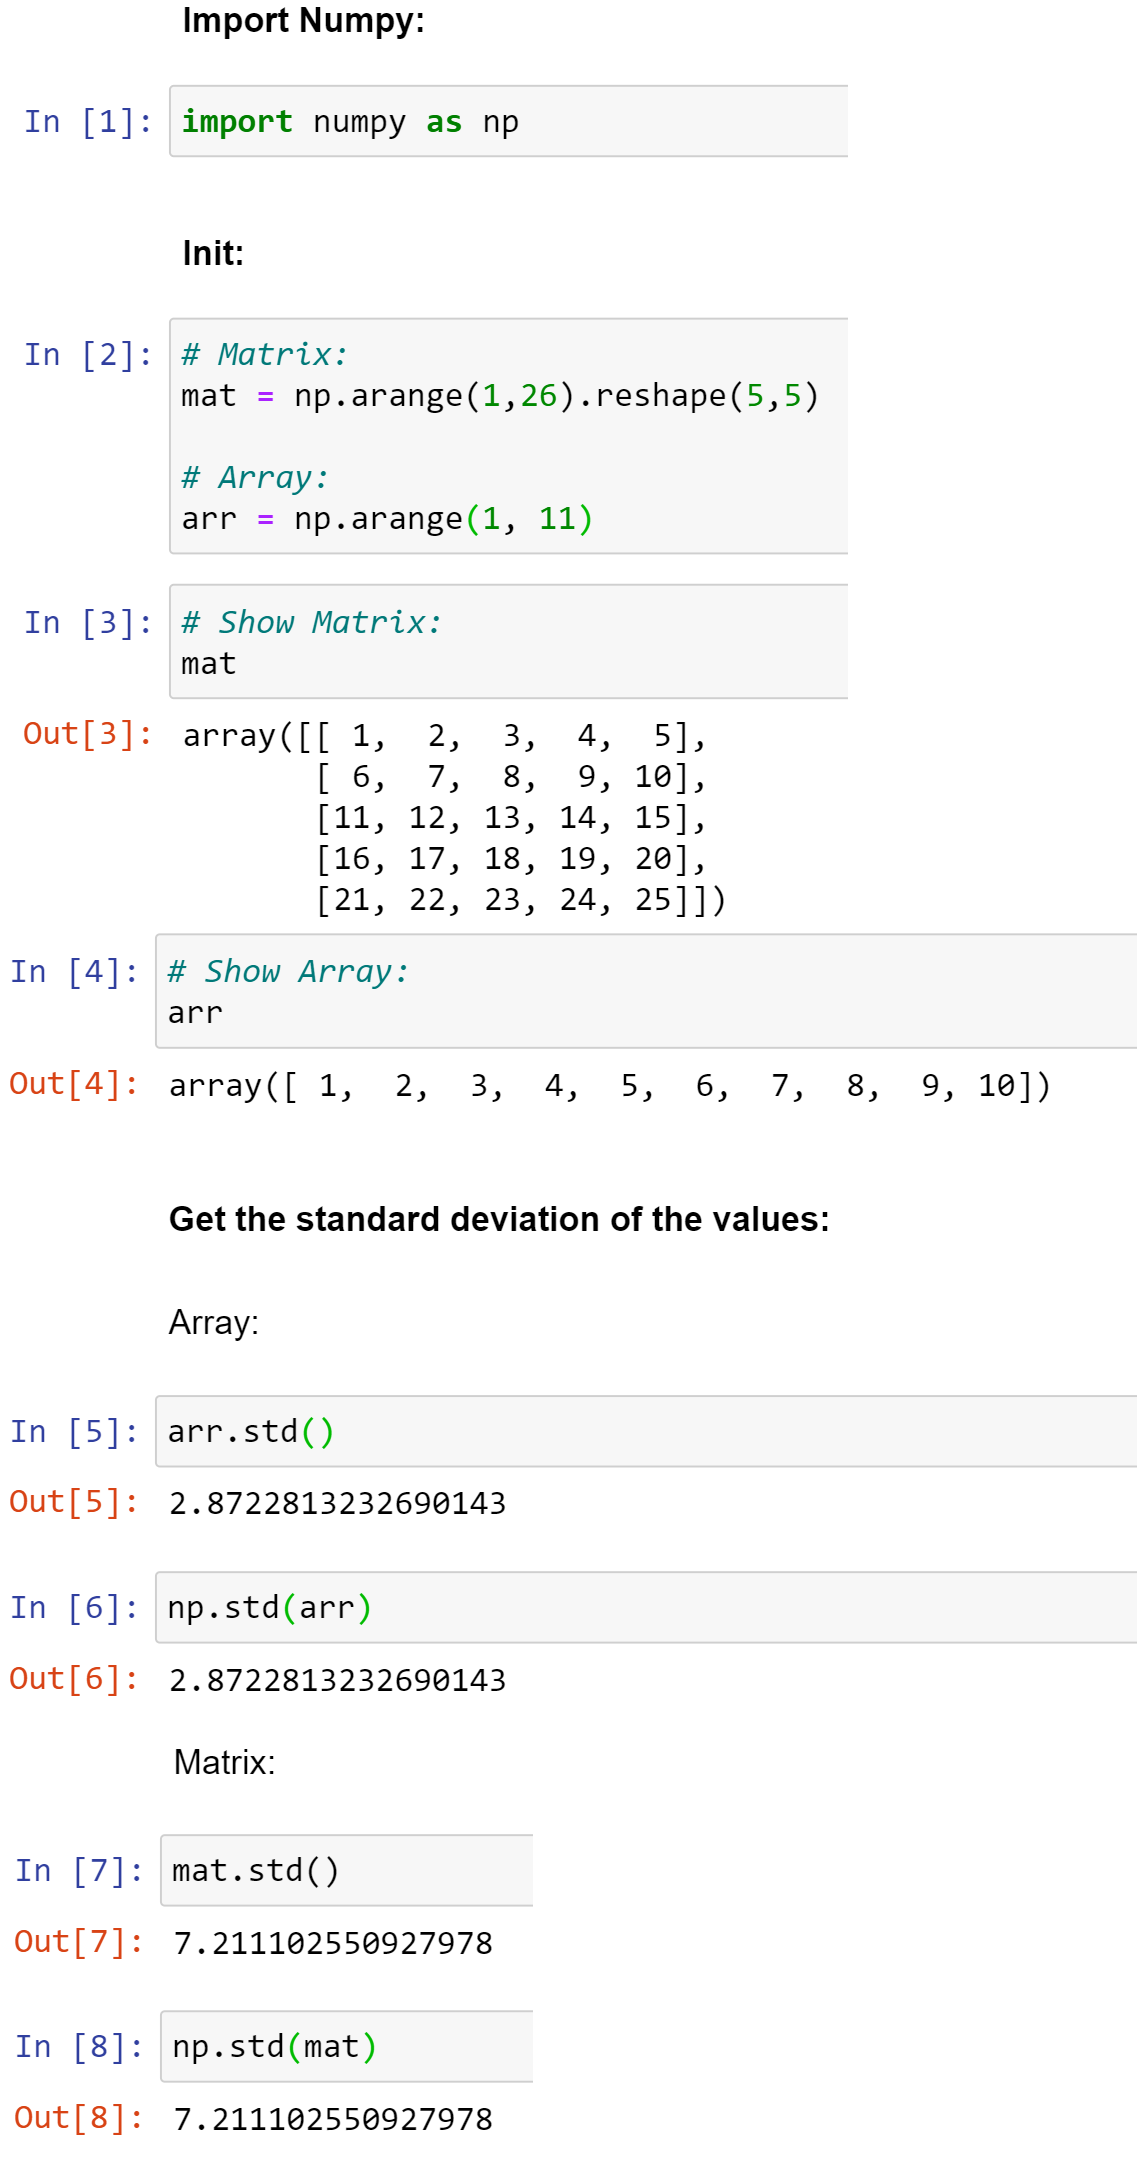 Import Numpy:
In [1]: import numpy as np
Init:
In [2]: # Matrix:
mat = np.arange(1,26).reshape(5,5)
# Array:
arr = np.arange(1, 11)
In [3]: # Show Matrix:
mat
Out[3]: array([[ 1,  2,  3,  4,  5],
[ 6,  7,  8,  9, 10],
[11, 12, 13, 14, 15],
[16, 17, 18, 19, 20],
[21, 22, 23, 24, 25]])
In [4]: # Show Array:
arr
Out[4]: array([ 1,  2,  3,  4,  5,  6,  7,  8,  9, 10])
Get the standard deviation of the values:
Array:
In [5]: arr.std()
Out[5]: 2.8722813232690143
In [6]: np.std(arr)
Out[6]: 2.8722813232690143
Matrix:
In [7]: mat.std()
Out[7]: 7.211102550927978
In [8]: np.std(mat)
Out[8]: 7.211102550927978